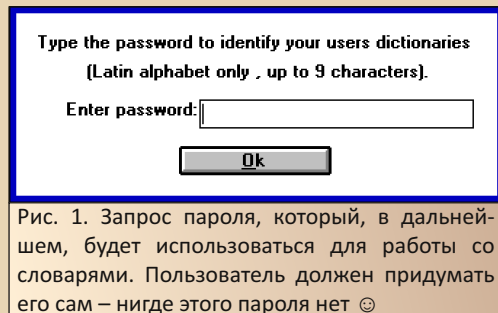 Type the password to identify your users dictionaries
(Latin alphabet only , up to 9 characters).
Enter password:
Ok
Рис. 1. Запрос пароля, который, в дальней-
шем, будет использоваться для работы со
словарями. Пользователь должен придумать
его сам – нигде этого пароля нет ☺